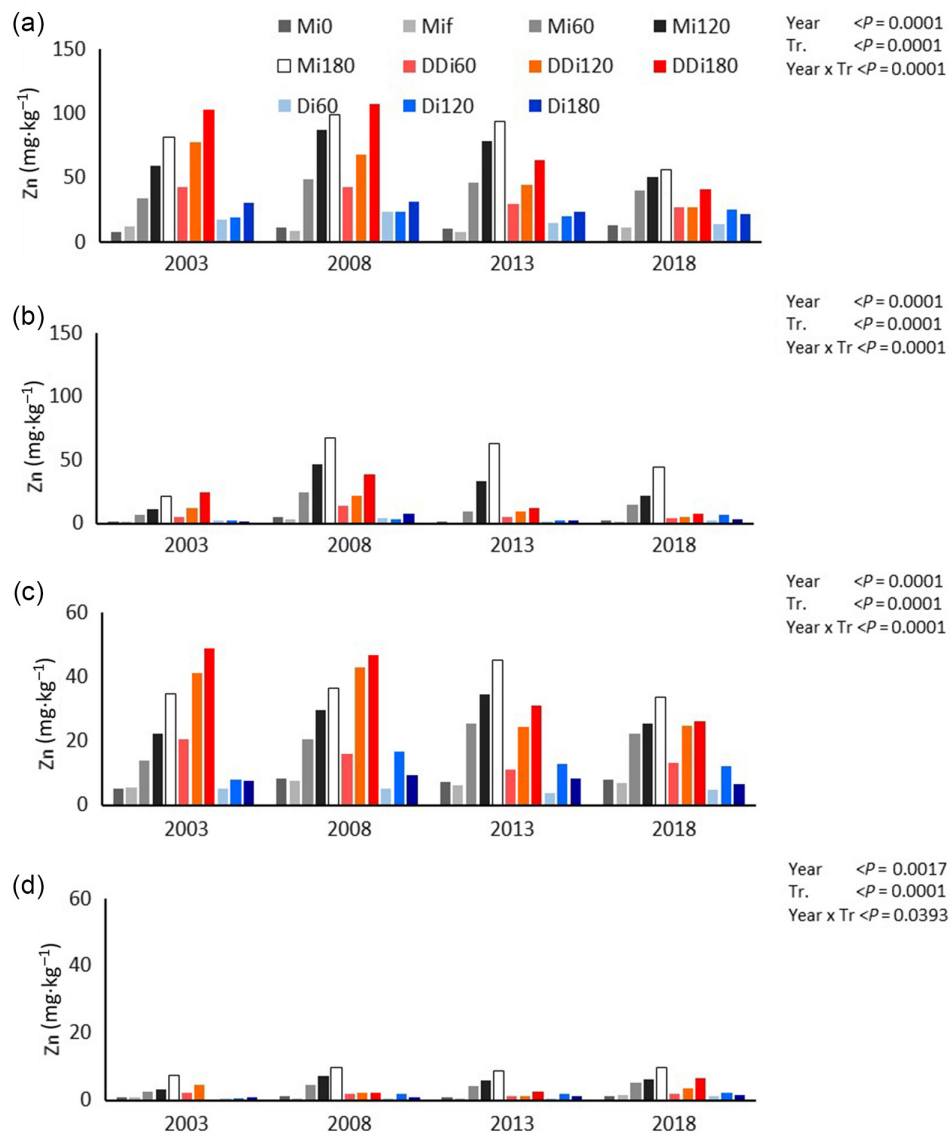 (a)
Mi0 Mif Mi60 Mi120
Mi180 DDi60 DDi120 DDi180
Di60 Di120 Di180
Year <P = 0.0001
Tr. <P = 0.0001
Year x Tr <P = 0.0001
Zn (mg·kg−1)
150
100
50
0
2003 2008 2013 2018
(b)
Year <P = 0.0001
Tr. <P = 0.0001
Year x Tr <P = 0.0001
Zn (mg·kg−1)
150
100
50
0
2003 2008 2013 2018
(c)
Year <P = 0.0001
Tr. <P = 0.0001
Year x Tr <P = 0.0001
Zn (mg·kg−1)
60
40
20
0
2003 2008 2013 2018
(d)
Year <P = 0.0017
Tr. <P = 0.0001
Year x Tr <P = 0.0393
Zn (mg·kg−1)
60
40
20
0
2003 2008 2013 2018